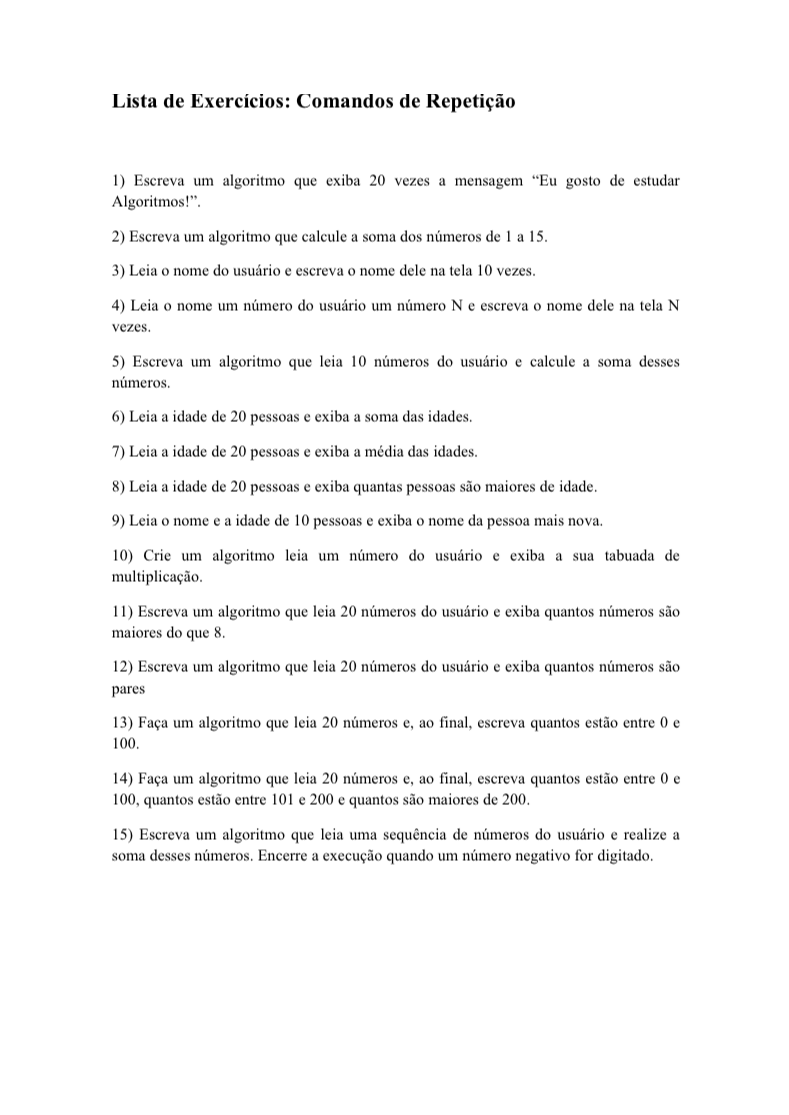 Lista de Exercícios: Comandos de Repetição
1) Escreva um algoritmo que exiba 20 vezes a mensagem “Eu gosto de estudar
Algoritmos!”.
2) Escreva um algoritmo que calcule a soma dos números de 1 a 15.
3) Leia o nome do usuário e escreva o nome dele na tela 10 vezes.
4) Leia o nome um número do usuário um número N e escreva o nome dele na tela N
vezes.
5) Escreva um algoritmo que leia 10 números do usuário e calcule a soma desses
números.
6) Leia a idade de 20 pessoas e exiba a soma das idades.
7) Leia a idade de 20 pessoas e exiba a média das idades.
8) Leia a idade de 20 pessoas e exiba quantas pessoas são maiores de idade.
9) Leia o nome e a idade de 10 pessoas e exiba o nome da pessoa mais nova.
10) Crie um algoritmo leia um número do usuário e exiba a sua tabuada de
multiplicação.
11) Escreva um algoritmo que leia 20 números do usuário e exiba quantos números são
maiores do que 8.
12) Escreva um algoritmo que leia 20 números do usuário e exiba quantos números são
pares
13) Faça um algoritmo que leia 20 números e, ao final, escreva quantos estão entre 0 e
100.
14) Faça um algoritmo que leia 20 números e, ao final, escreva quantos estão entre 0 e
100, quantos estão entre 101 e 200 e quantos são maiores de 200.
15) Escreva um algoritmo que leia uma sequência de números do usuário e realize a
soma desses números. Encerre a execução quando um número negativo for digitado.